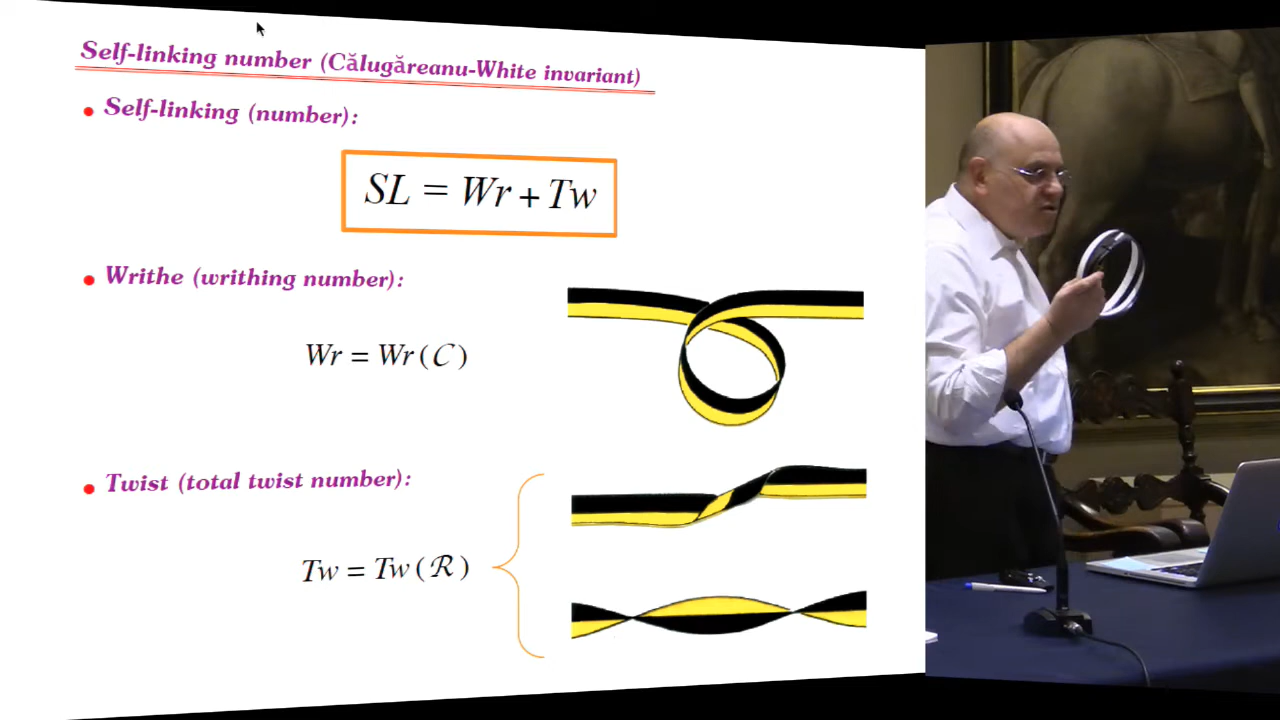 Self-linking number (Călugăreanu-White invariant)
• Self-linking (number):
SL = Wr + Tw
• Writhe (writhing number):
Wr = Wr (C)
• Twist (total twist number):
Tw = Tw (R)